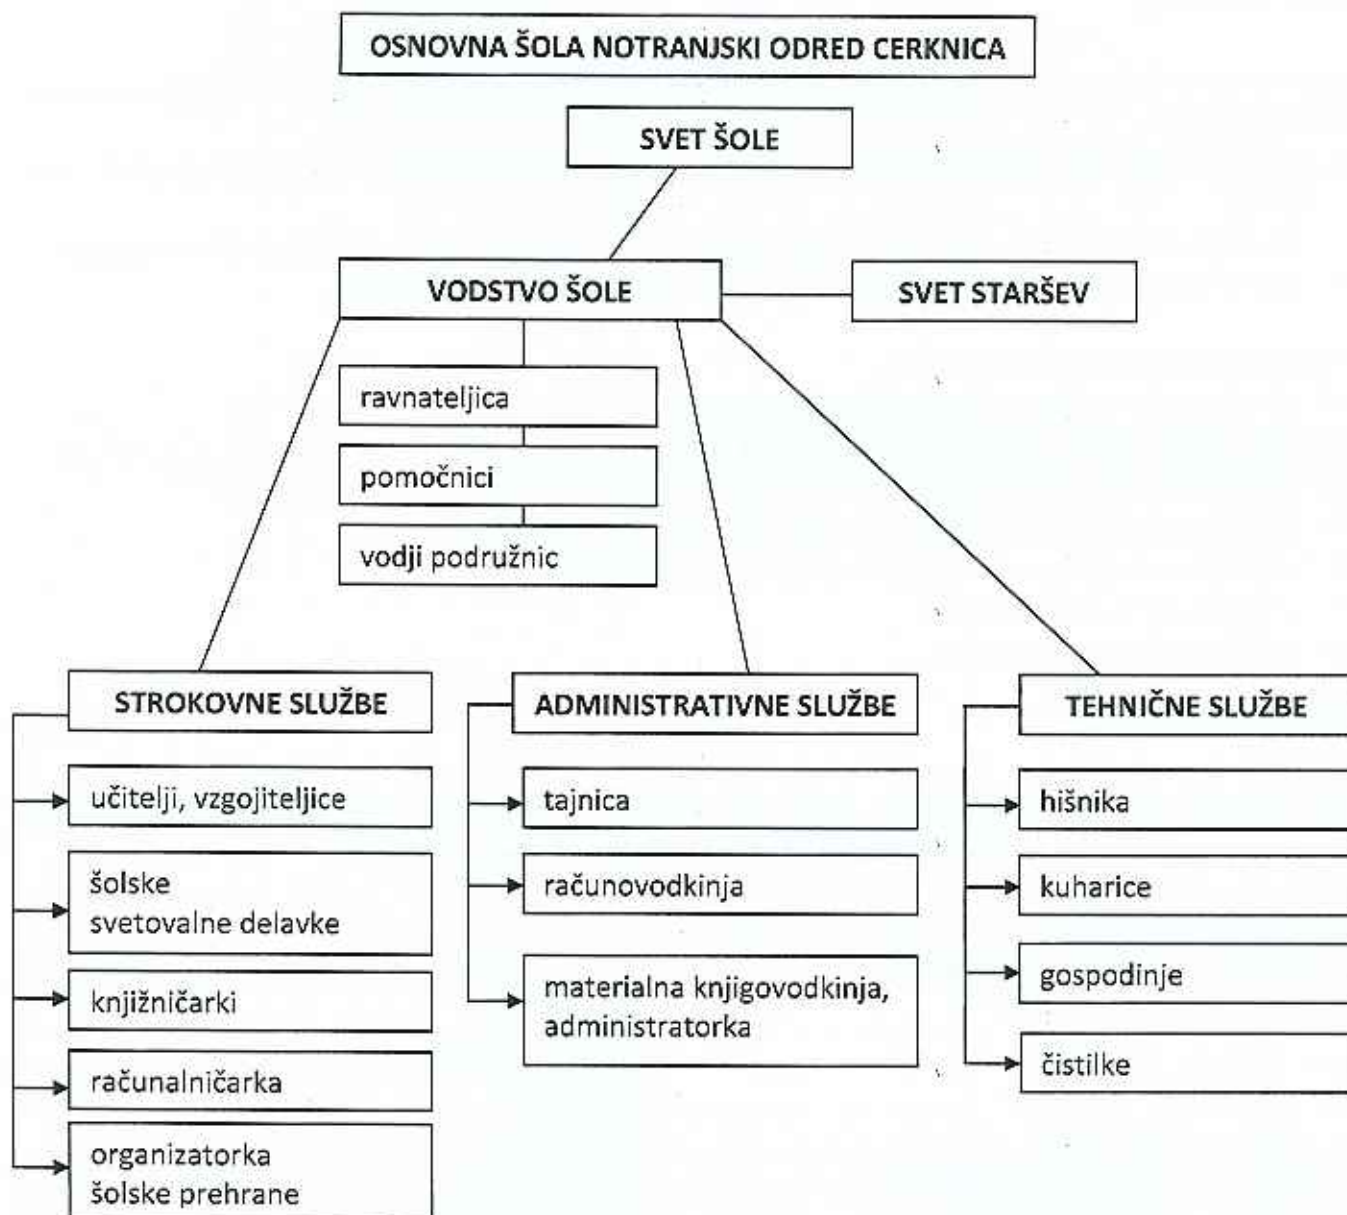 OSNOVNA ŠOLA NOTRANJSKI ODRED CERKNICA
SVET ŠOLE
VODSTVO ŠOLE
SVET STARŠEV
ravnateljica
pomočnici
vodji podružnic
STROKOVNE SLUŽBE
učitelji, vzgojiteljice
šolske
svetovalne delavke
knjižničarki
računalničarka
organizatorka
šolske prehrane
ADMINISTRATIVNE SLUŽBE
tajnica
računovodkinja
materialna knjigovodkinja,
administratorka
TEHNIČNE SLUŽBE
hišnika
kuharice
gospodinje
čistilke